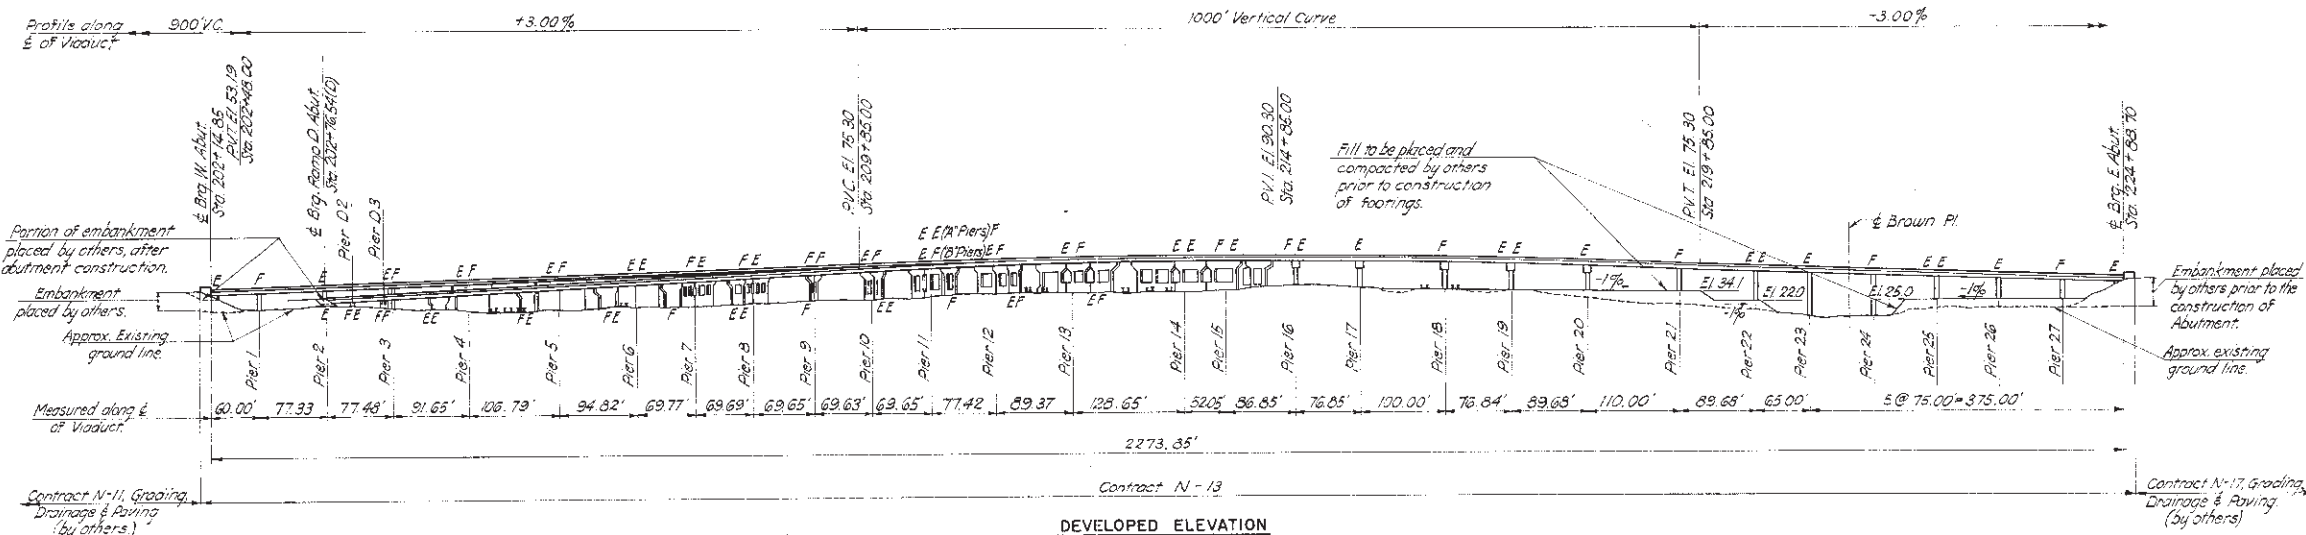 Profile along
℄ of Viaduct
900' V.C.
+3.00%
1000' Vertical Curve
-3.00%
℄ Brg. W. Abut.
Sta. 202+14.85
P.V.T. El. 53.19
Sta. 202+48.00
℄ Brg. Ramp D. Abut.
Sta. 202+76.54(D)
Pier D2
Pier D3
P.V.C. El. 75.30
Sta. 209+85.00
P.V.I. El. 90.30
Sta. 214+85.00
P.V.T. El. 75.30
Sta 219+85.00
℄ Brg. E. Abut.
Sta. 224+88.70
Fill to be placed and
compacted by others
prior to construction
of footings.
℄ Brown Pl.
Portion of embankment
placed by others, after
abutment construction.
Embankment
placed by others.
Approx. Existing
ground line.
E E("A" Piers) F
E F("B" Piers) E F
E F E E F E F E F E E F E E E F F F E F E F E E F E F E E F E E E F E E E F E E E F E
E F E F F E E F E E E F F E E E E F E F E F
-1%
El 34.1
-1%
El. 22.0
El. 25.0
-1%
Embankment placed
by others prior to the
construction of
Abutment.
Approx. existing
ground line.
Pier 1
Pier 2
Pier 3
Pier 4
Pier 5
Pier 6
Pier 7
Pier 8
Pier 9
Pier 10
Pier 11
Pier 12
Pier 13
Pier 14
Pier 15
Pier 16
Pier 17
Pier 18
Pier 19
Pier 20
Pier 21
Pier 22
Pier 23
Pier 24
Pier 25
Pier 26
Pier 27
Measured along ℄
of Viaduct.
60.00' 77.33 77.48' 91.65' 106.79' 94.82' 69.77' 69.69' 69.65' 69.63' 69.65' 77.42 89.37 128.65' 52.05' 86.85' 76.85' 100.00' 76.84' 89.68' 110.00' 89.68' 65.00' 5 @ 75.00'=375.00'
2273.85'
Contract N-11, Grading,
Drainage & Paving
(by others.)
Contract N-13
Contract N-17, Grading,
Drainage & Paving.
(by others)
DEVELOPED ELEVATION